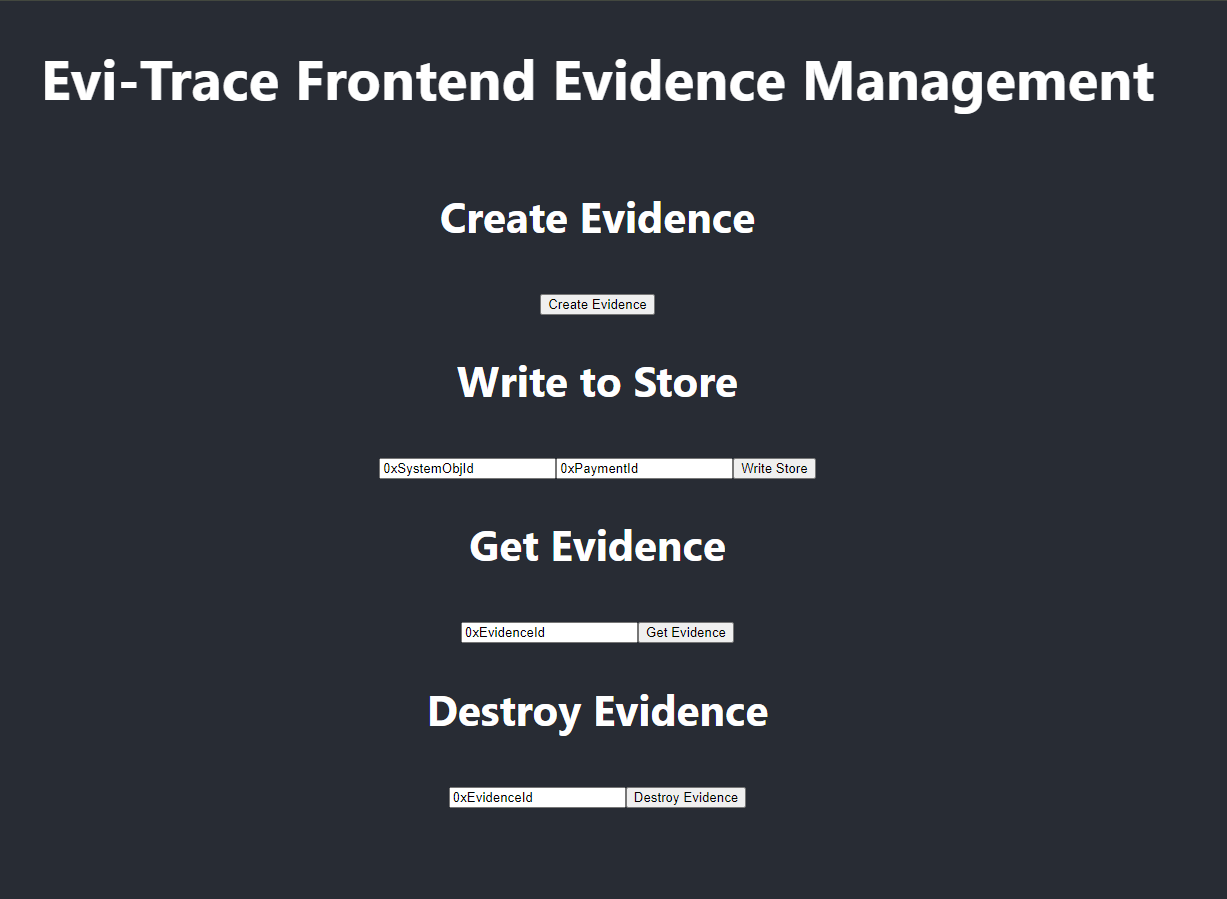 Evi-Trace Frontend Evidence Management
Create Evidence
Create Evidence
Write to Store
0xSystemObjId 0xPaymentId Write Store
Get Evidence
0xEvidenceId Get Evidence
Destroy Evidence
0xEvidenceId Destroy Evidence